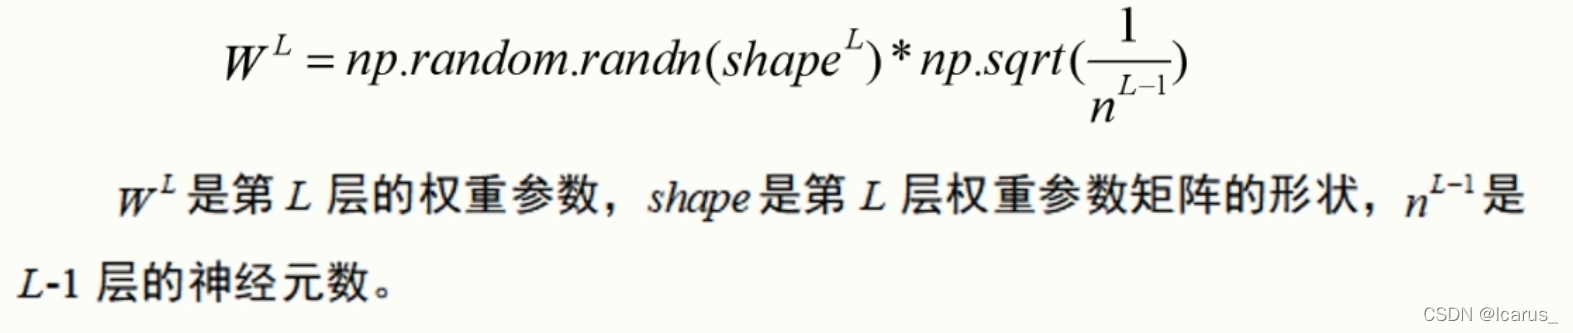 W^L = np.random.randn(shape^L) * np.sqrt(1/n^{L-1})
W^L 是第 L 层的权重参数，shape 是第 L 层权重参数矩阵的形状，n^{L-1} 是
L-1 层的神经元数。
CSDN @Icarus_